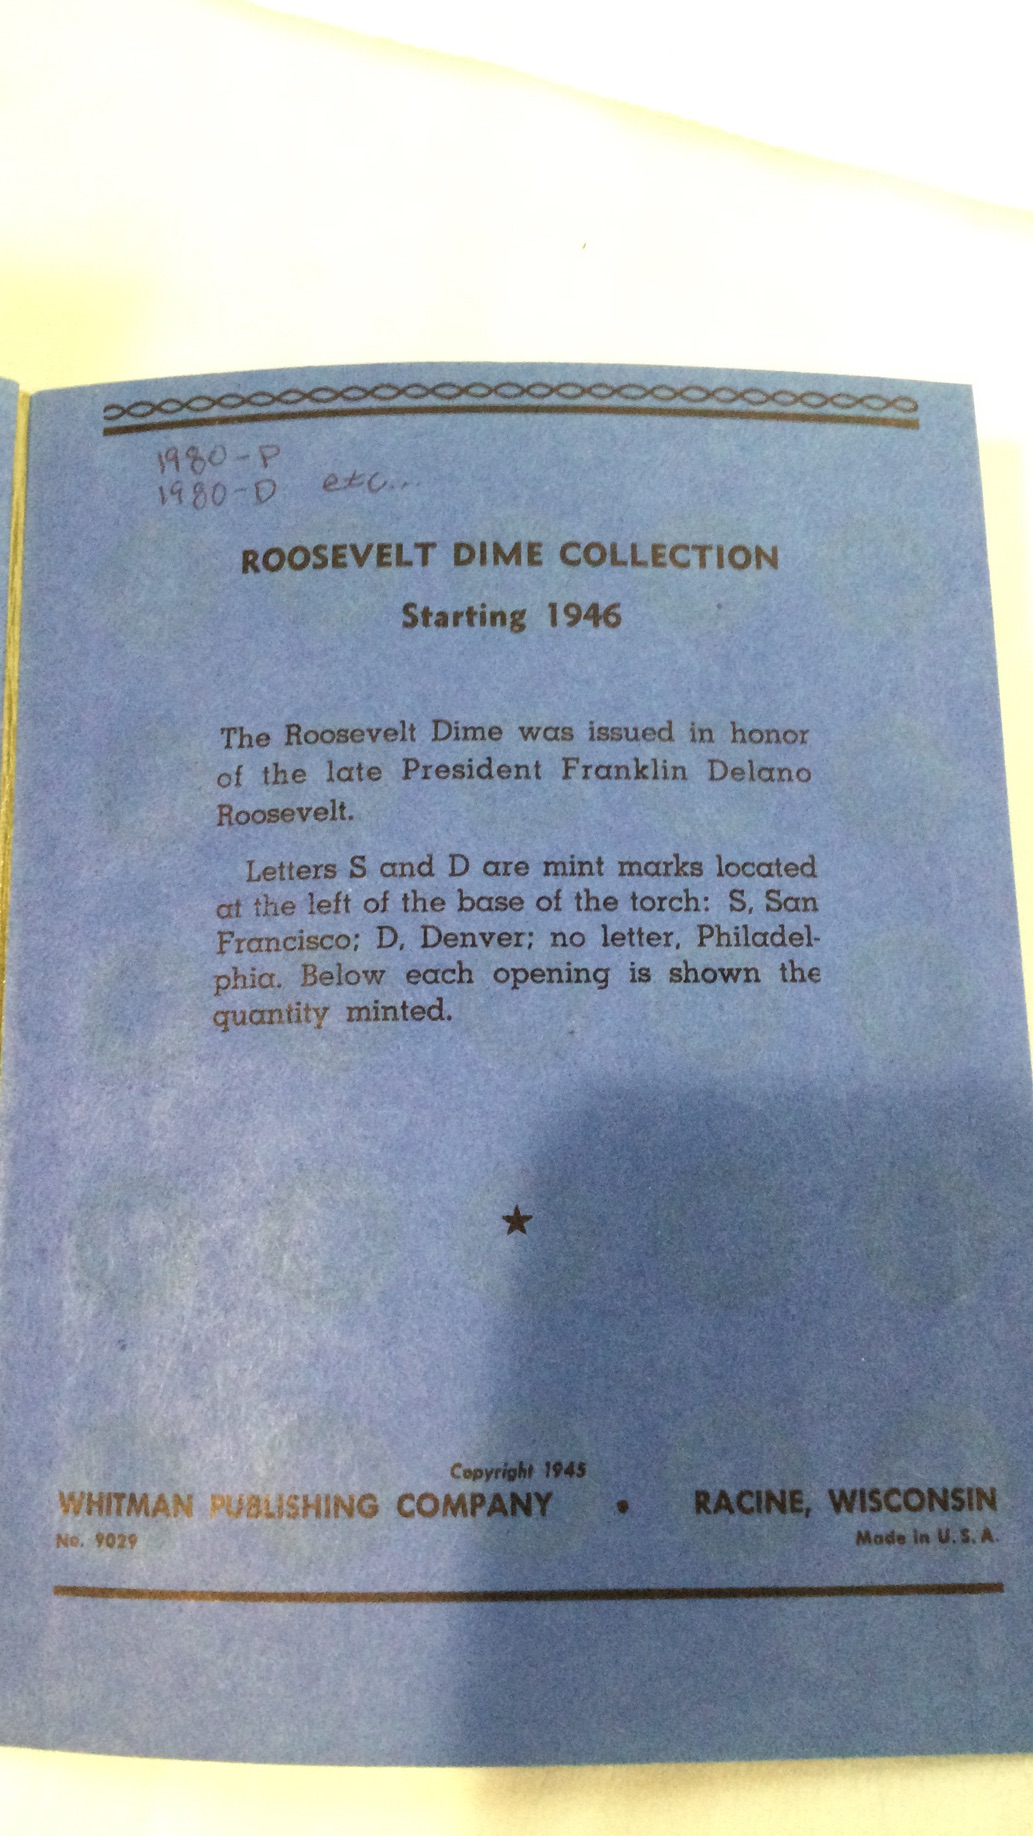 1980-P
1980-D etc...
ROOSEVELT DIME COLLECTION
Starting 1946
The Roosevelt Dime was issued in honor
of the late President Franklin Delano
Roosevelt.
Letters S and D are mint marks located
at the left of the base of the torch: S, San
Francisco; D, Denver; no letter, Philadel-
phia. Below each opening is shown the
quantity minted.
Copyright 1945
WHITMAN PUBLISHING COMPANY • RACINE, WISCONSIN
No. 9029 Made in U.S.A.